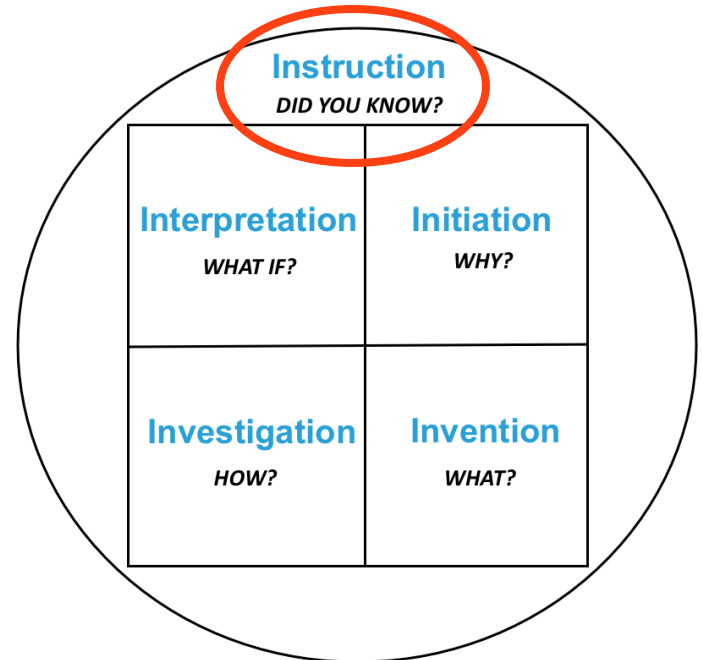 Instruction
DID YOU KNOW?
Interpretation
WHAT IF?
Initiation
WHY?
Investigation
HOW?
Invention
WHAT?